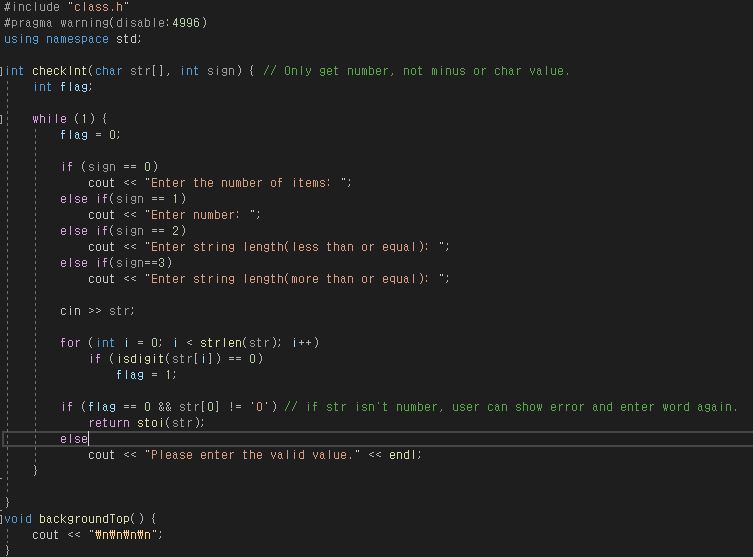 #include "class.h"
#pragma warning(disable:4996)
using namespace std;
int checkInt(char str[], int sign) { // Only get number, not minus or char value.
int flag;
while (1) {
flag = 0;
if (sign == 0)
cout << "Enter the number of items: ";
else if(sign == 1)
cout << "Enter number: ";
else if(sign == 2)
cout << "Enter string length(less than or equal): ";
else if(sign==3)
cout << "Enter string length(more than or equal): ";
cin >> str;
for (int i = 0; i < strlen(str); i++)
if (isdigit(str[i]) == 0)
flag = 1;
if (flag == 0 && str[0] != '0') // if str isn't number, user can show error and enter word again.
return stoi(str);
else
cout << "Please enter the valid value." << endl;
}
}
void backgroundTop() {
cout << "₩n₩n₩n₩n";
}